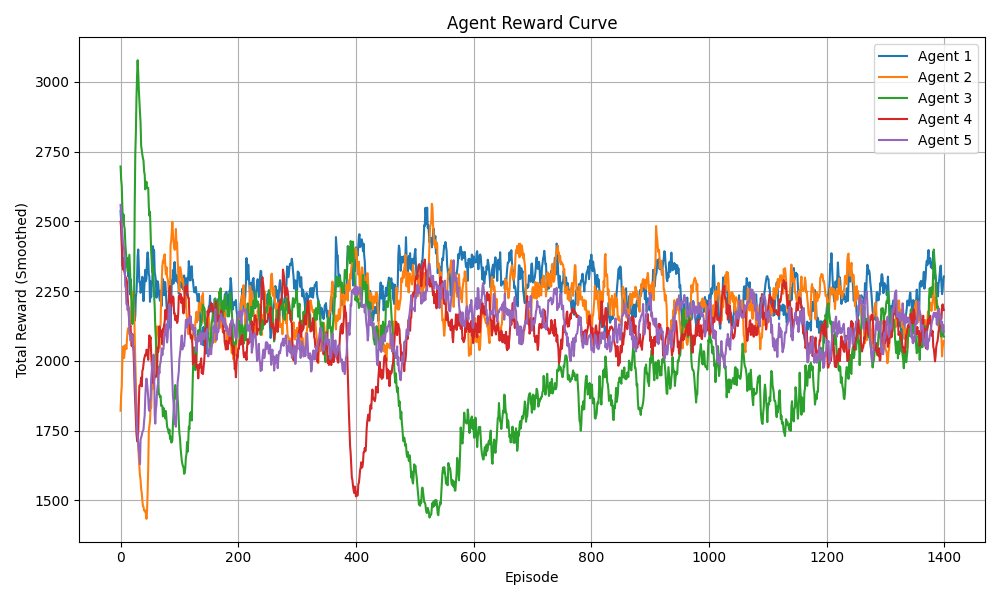 Agent Reward Curve
Total Reward (Smoothed)
3000
2750
2500
2250
2000
1750
1500
0
200
400
600
800
1000
1200
1400
Episode
Agent 1
Agent 2
Agent 3
Agent 4
Agent 5